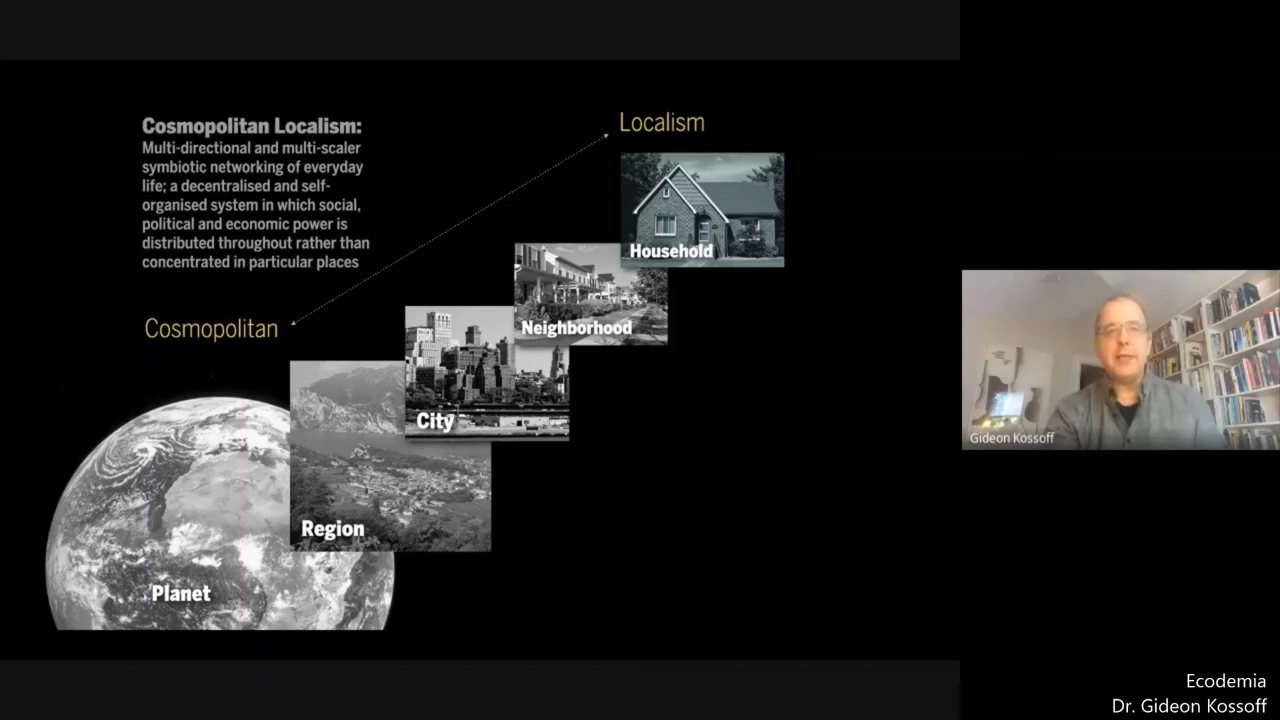 Cosmopolitan Localism:
Multi-directional and multi-scaler
symbiotic networking of everyday
life; a decentralised and self-
organised system in which social,
political and economic power is
distributed throughout rather than
concentrated in particular places
Localism
Household
Neighborhood
Cosmopolitan
City
Region
Planet
Gideon Kossoff
Ecodemia
Dr. Gideon Kossoff